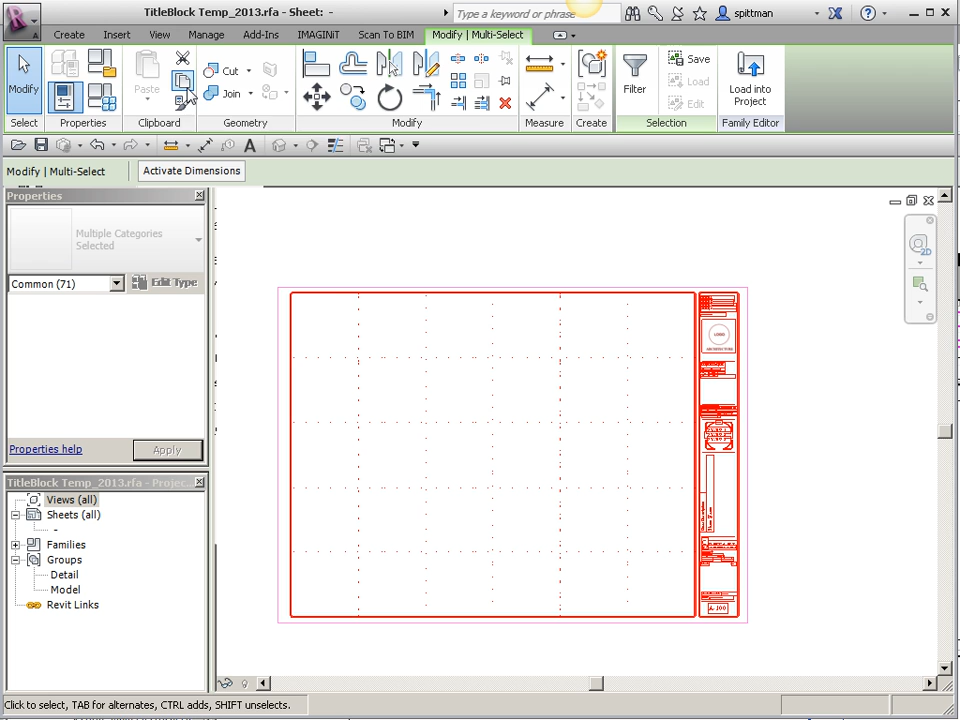 TitleBlock Temp_2013.rfa - Sheet: -
Type a keyword or phrase
spittman
Create Insert View Manage Add-Ins IMAGINiT Scan To BIM Modify | Multi-Select
Modify
Paste
Cut
Join
Filter
Save
Load
Edit
Load into
Project
Select Properties Clipboard Geometry Modify Measure Create Selection Family Editor
Modify | Multi-Select Activate Dimensions
Properties
Multiple Categories
Selected
Common (71) Edit Type
2D
LOGO
ARCHITECTURE
A-100
Properties help Apply
TitleBlock Temp_2013.rfa - Projec...
Views (all)
Sheets (all)
-
Families
Groups
Detail
Model
Revit Links
Click to select, TAB for alternates, CTRL adds, SHIFT unselects.